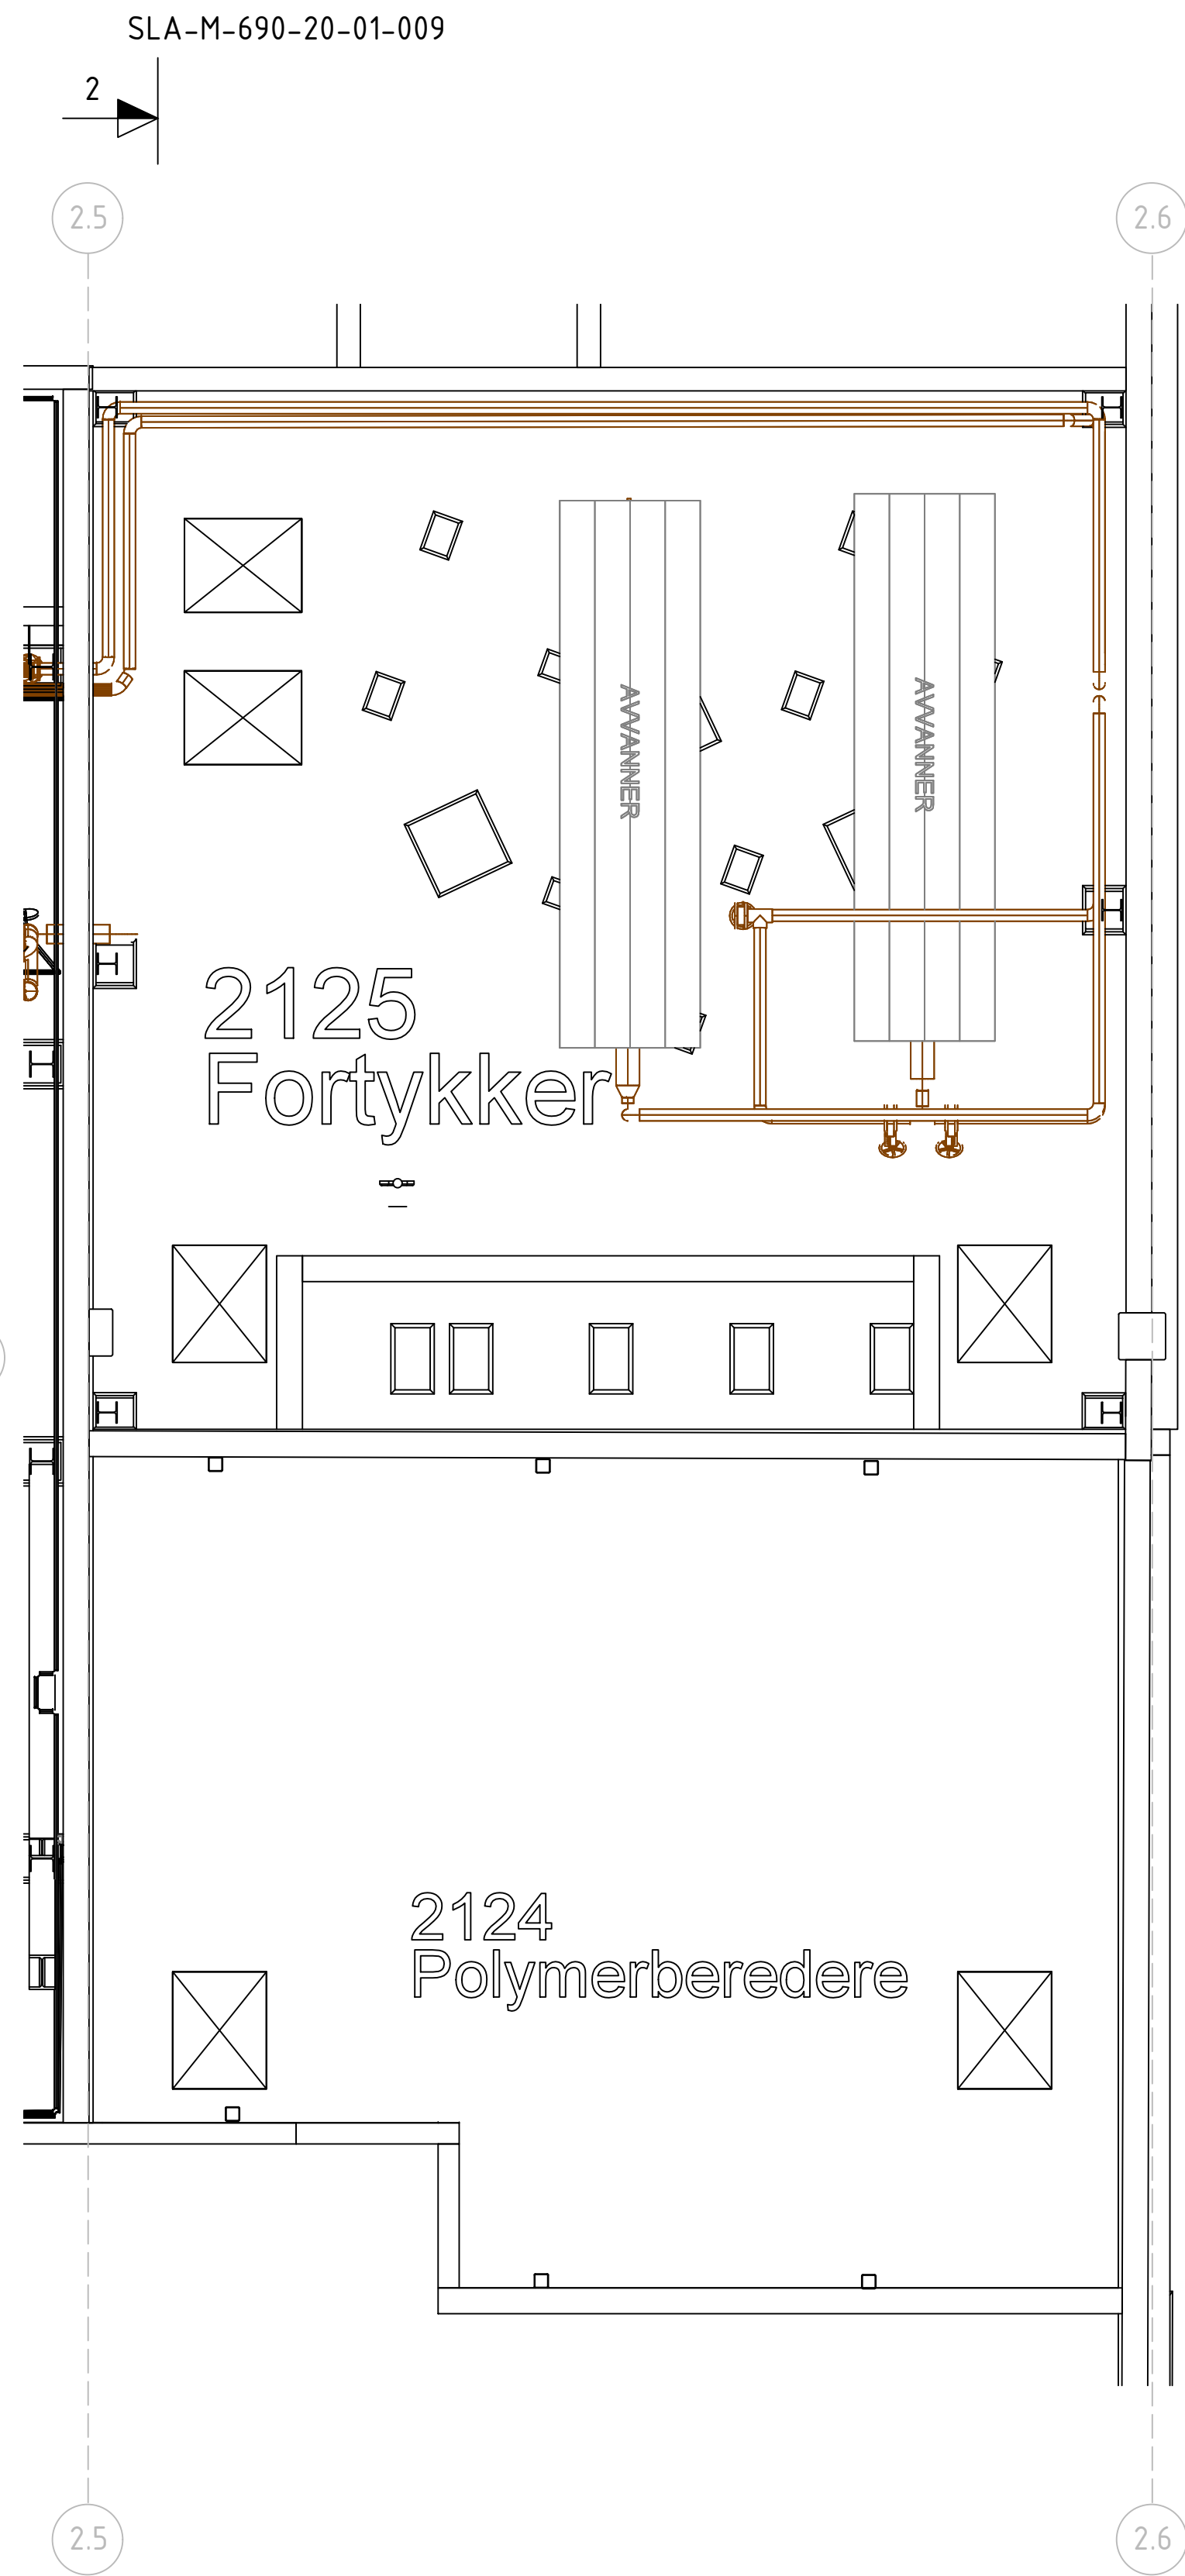 SLA-M-690-20-01-009
2
2.5
2.6
AVVANNER
AVVANNER
2125
Fortykker
2124
Polymerberedere
2.5
2.6